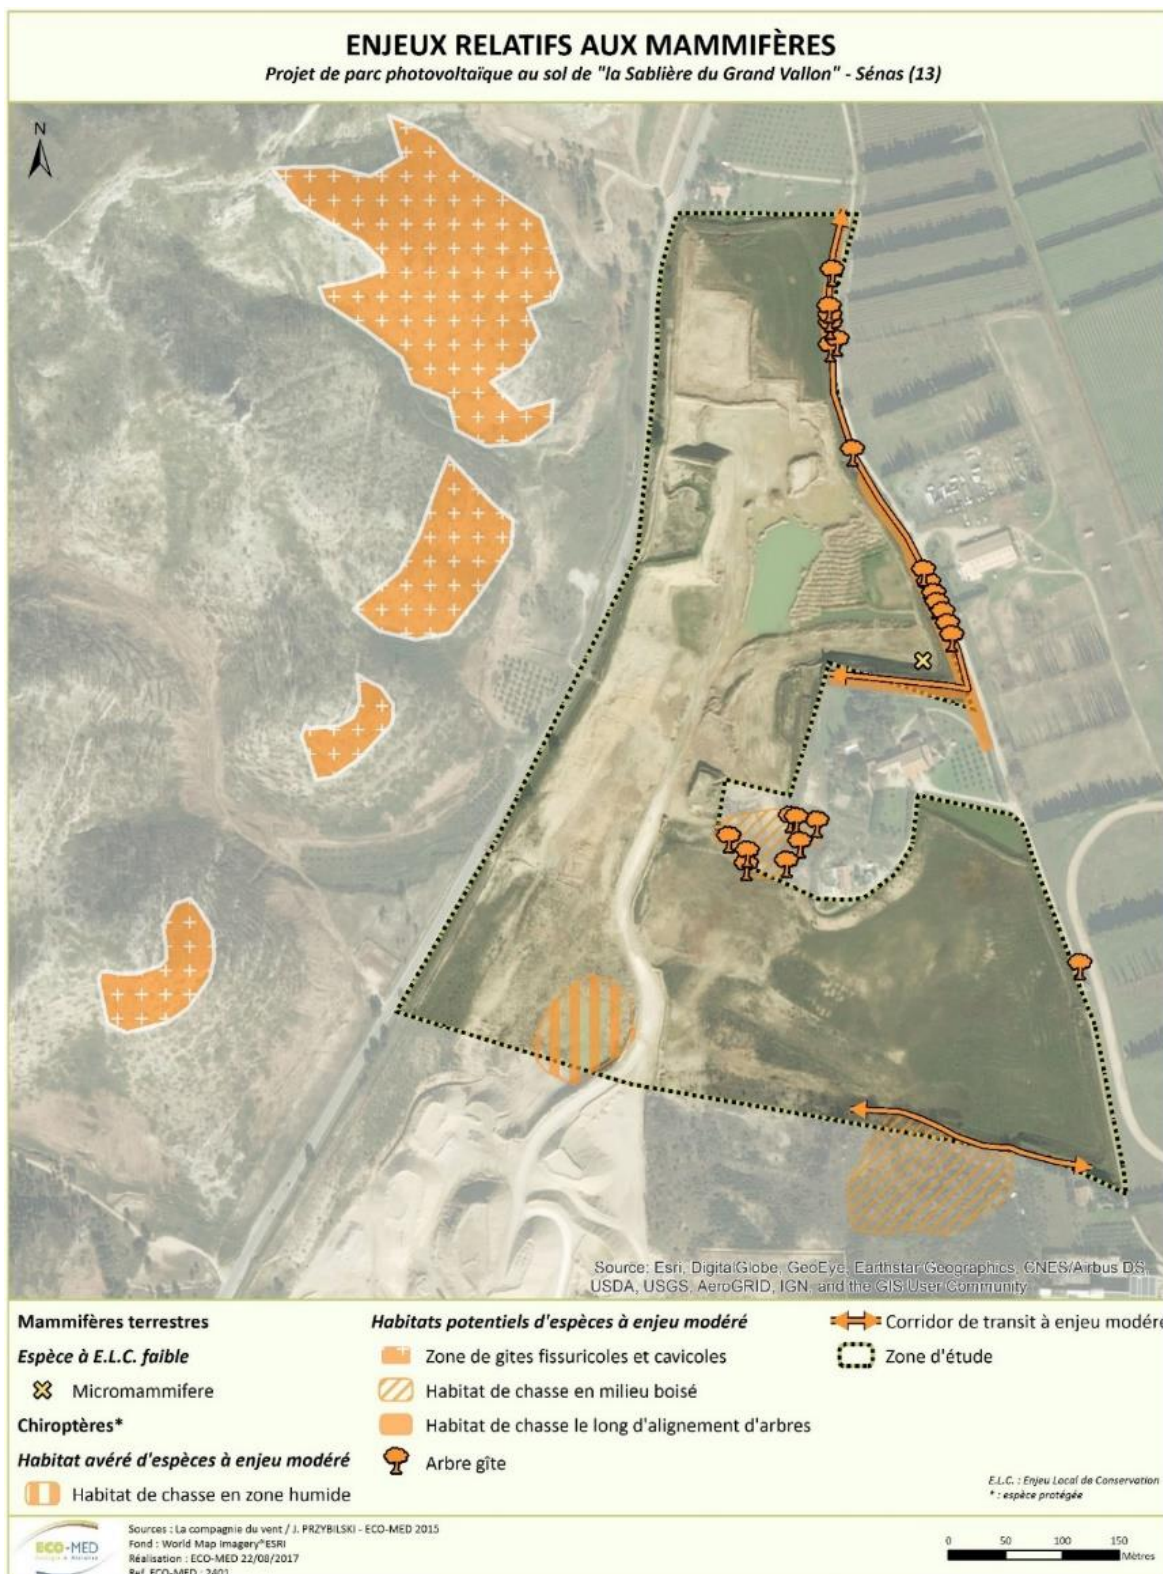 ENJEUX RELATIFS AUX MAMMIFÈRES
Projet de parc photovoltaïque au sol de "la Sablière du Grand Vallon" - Sénas (13)
N
Source: Esri, DigitalGlobe, GeoEye, Earthstar Geographics, CNES/Airbus DS,
USDA, USGS, AeroGRID, IGN, and the GIS User Community
Mammifères terrestres
Espèce à E.L.C. faible
Micromammifere
Chiroptères*
Habitat avéré d'espèces à enjeu modéré
Habitat de chasse en zone humide
Habitats potentiels d'espèces à enjeu modéré
Zone de gites fissuricoles et cavicoles
Habitat de chasse en milieu boisé
Habitat de chasse le long d'alignement d'arbres
Arbre gîte
Corridor de transit à enjeu modéré
Zone d'étude
E.L.C. : Enjeu Local de Conservation
* : espèce protégée
ECO-MED
Sources : La compagnie du vent / J. PRZYBILSKI - ECO-MED 2015
Fond : World Map Imagery®ESRI
Réalisation : ECO-MED 22/08/2017
Ref. ECO-MED : 2401
0 50 100 150
Mètres